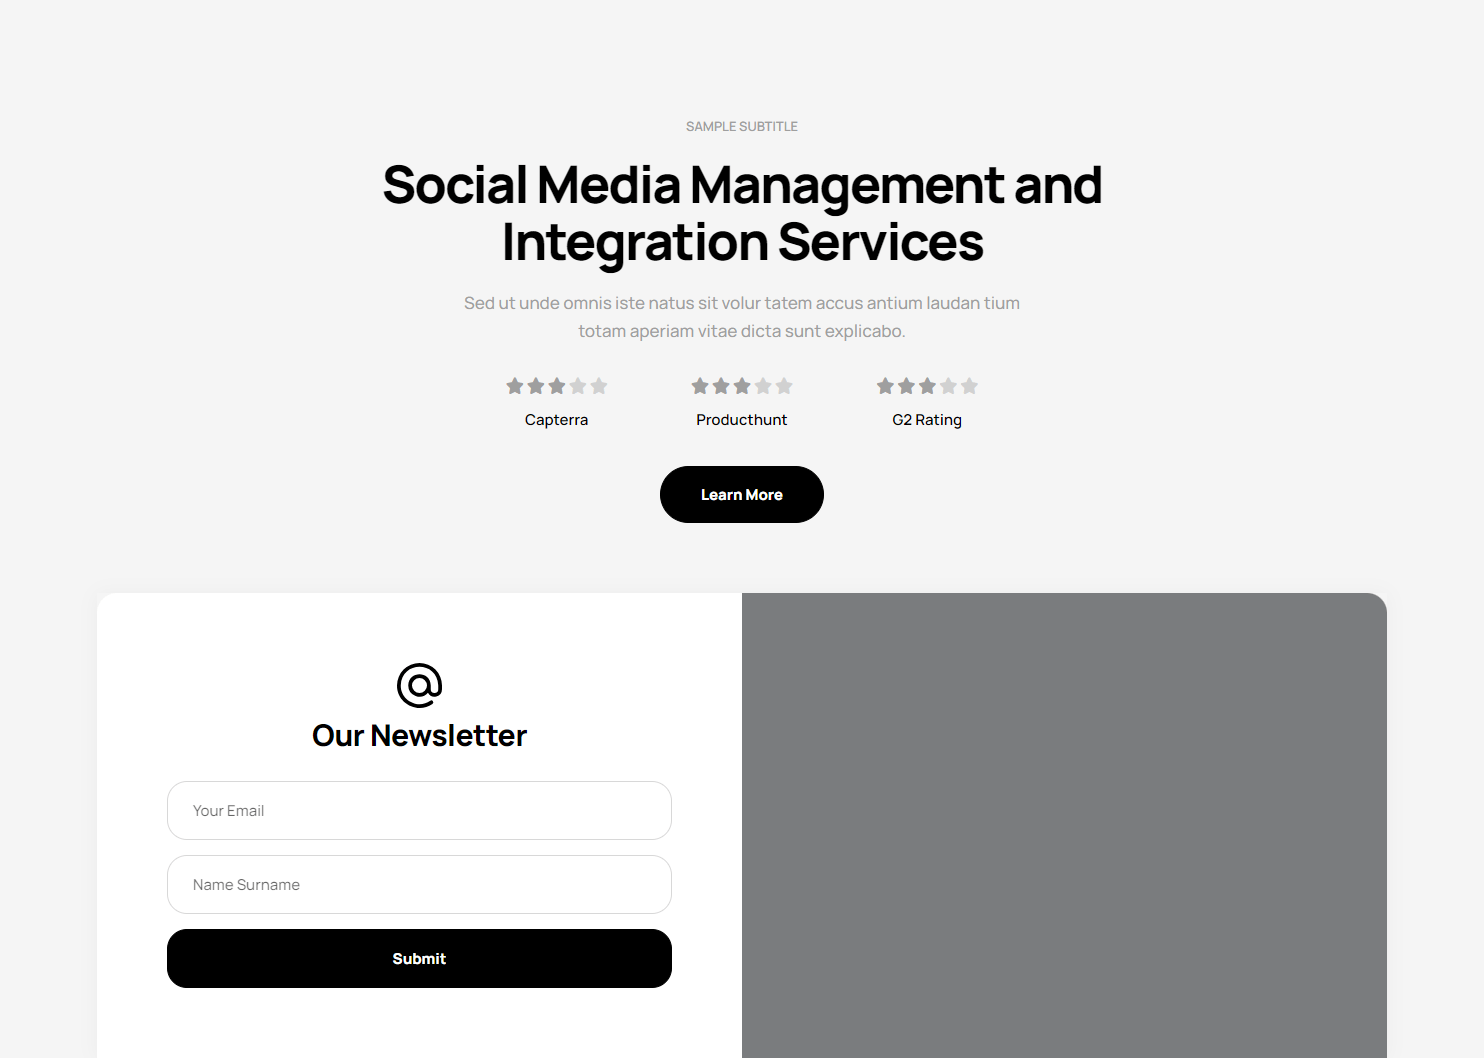 SAMPLE SUBTITLE
Social Media Management and
Integration Services
Sed ut unde omnis iste natus sit volur tatem accus antium laudan tium
totam aperiam vitae dicta sunt explicabo.
Capterra
Producthunt
G2 Rating
Learn More
Our Newsletter
Your Email
Name Surname
Submit